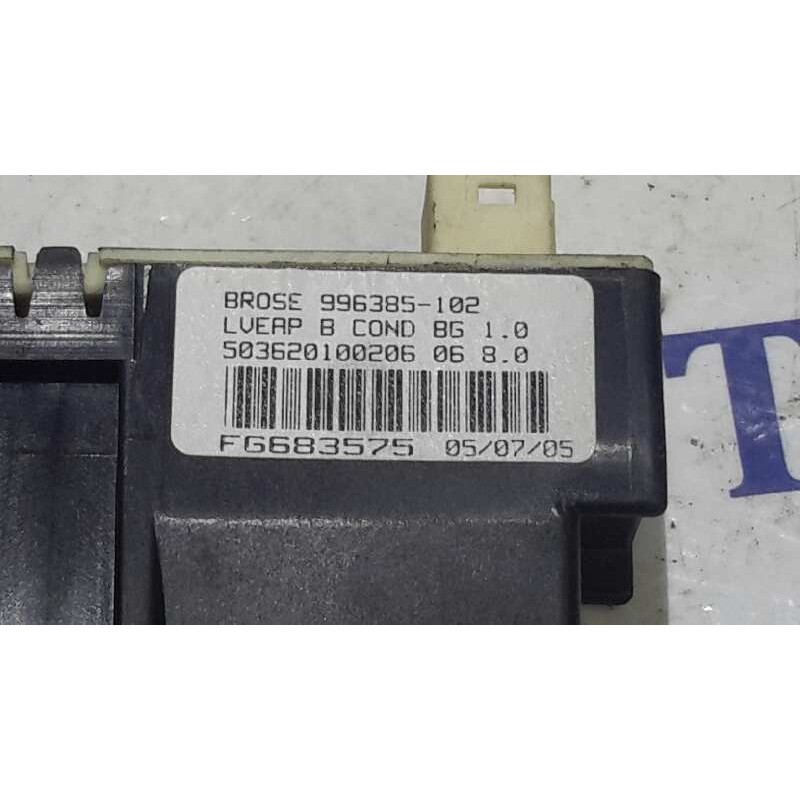 BROSE 996385-102
LVEAP B COND BG 1.0
503620100206 06 8.0
FG683575 05/07/05
T